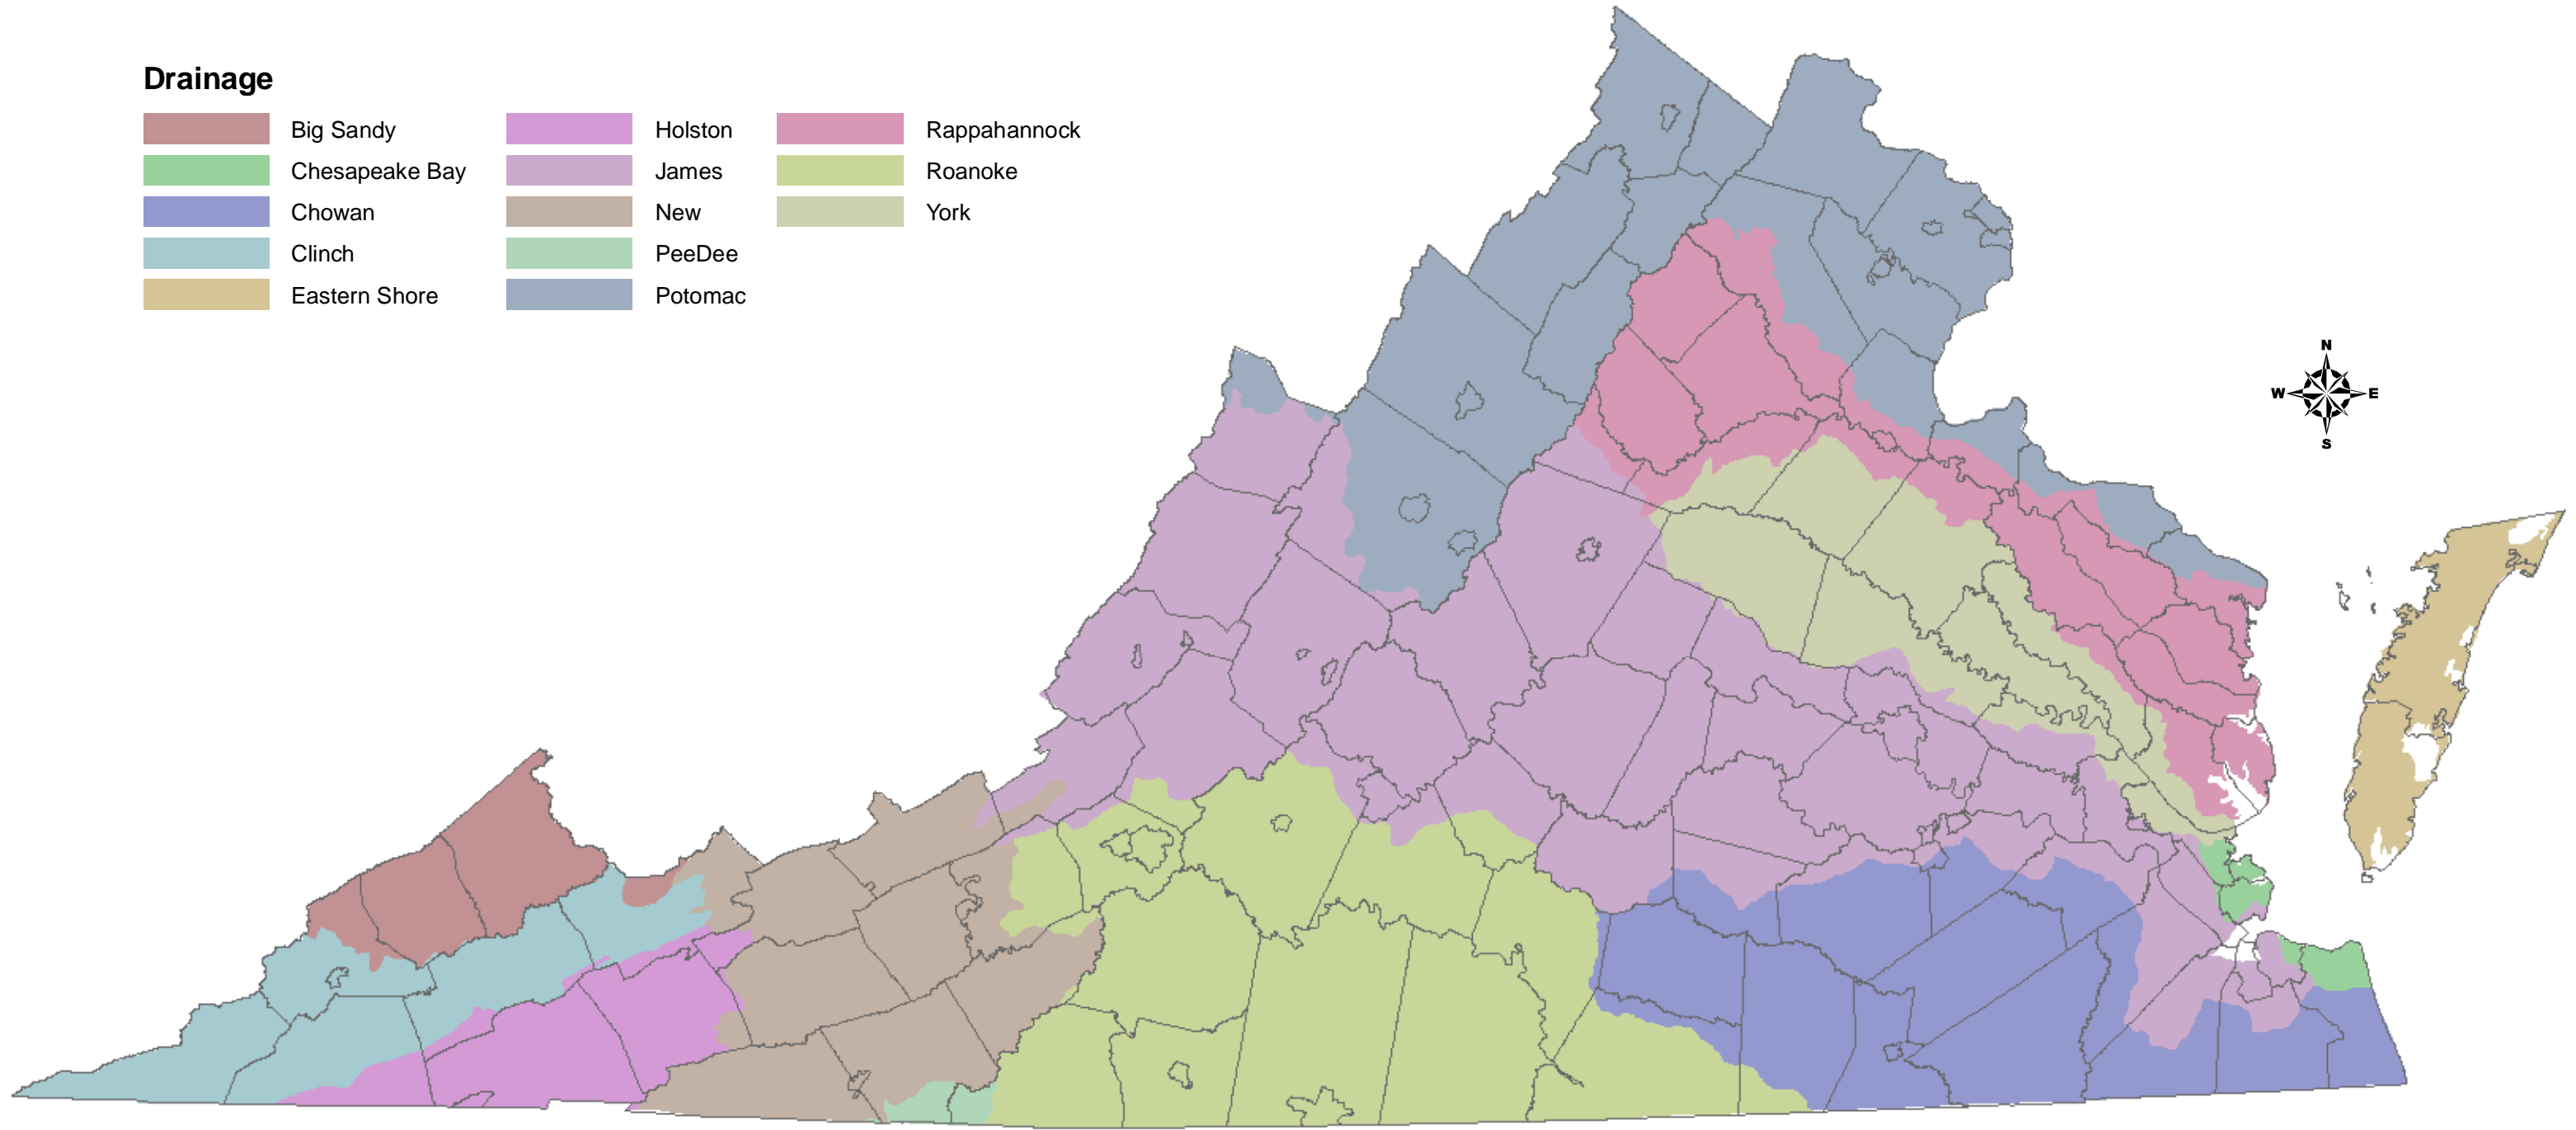 Drainage
Big Sandy
Chesapeake Bay
Chowan
Clinch
Eastern Shore
Holston
James
New
PeeDee
Potomac
Rappahannock
Roanoke
York
N
W E
S